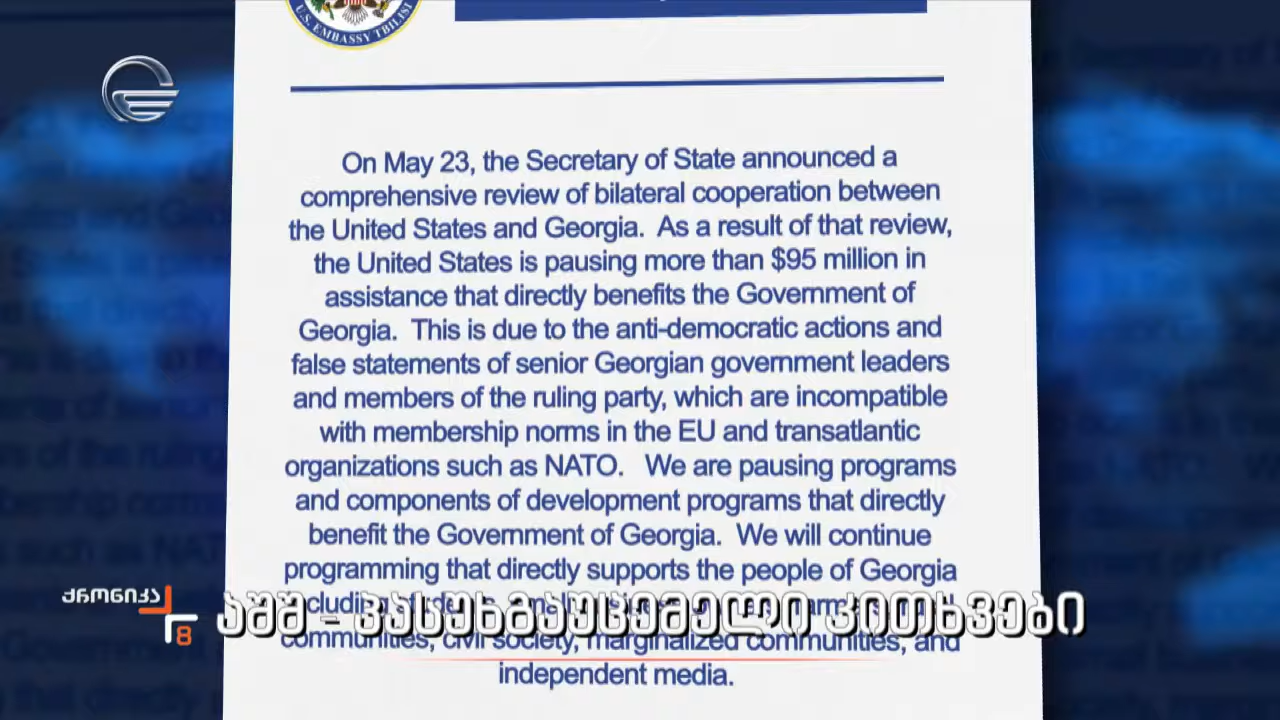 U.S. EMBASSY TBILISI
On May 23, the Secretary of State announced a
comprehensive review of bilateral cooperation between
the United States and Georgia. As a result of that review,
the United States is pausing more than $95 million in
assistance that directly benefits the Government of
Georgia. This is due to the anti-democratic actions and
false statements of senior Georgian government leaders
and members of the ruling party, which are incompatible
with membership norms in the EU and transatlantic
organizations such as NATO. We are pausing programs
and components of development programs that directly
benefit the Government of Georgia. We will continue
programming that directly supports the people of Georgia
communities, civil society, marginalized communities, and
independent media.
ქრონიკა
8
აშშ - პასუხგაუცემელი კითხვები